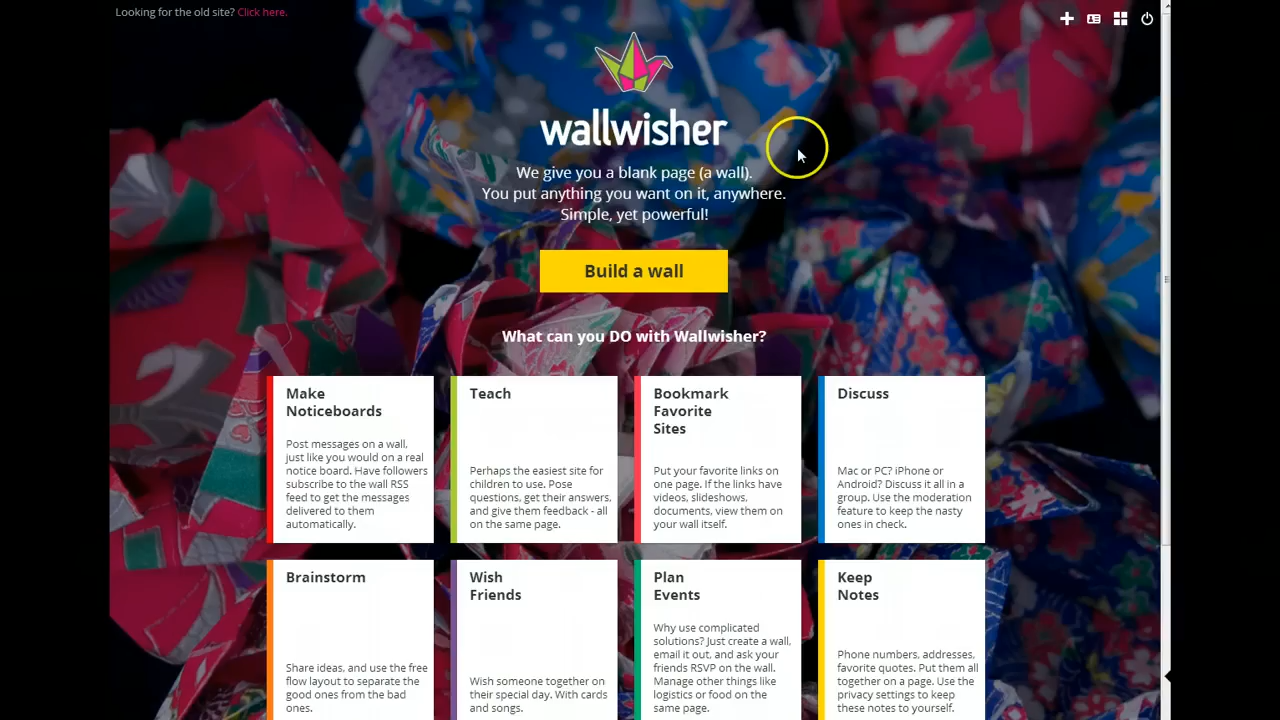 Looking for the old site? Click here.
wallwisher
We give you a blank page (a wall).
You put anything you want on it, anywhere.
Simple, yet powerful!
Build a wall
What can you DO with Wallwisher?
Make
Noticeboards
Post messages on a wall,
just like you would on a real
notice board. Have followers
subscribe to the wall RSS
feed to get the messages
delivered to them
automatically.
Teach
Perhaps the easiest site for
children to use. Pose
questions, get their answers,
and give them feedback - all
on the same page.
Bookmark
Favorite
Sites
Put your favorite links on
one page. If the links have
videos, slideshows,
documents, view them on
your wall itself.
Discuss
Mac or PC? iPhone or
Android? Discuss it all in a
group. Use the moderation
feature to keep the nasty
ones in check.
Brainstorm
Share ideas, and use the free
flow layout to separate the
good ones from the bad
ones.
Wish
Friends
Wish someone together on
their special day. With cards
and songs.
Plan
Events
Why use complicated
solutions? Just create a wall,
email it out, and ask your
friends RSVP on the wall.
Manage other things like
logistics or food on the
same page.
Keep
Notes
Phone numbers, addresses,
favorite quotes. Put them all
together on a page. Use the
privacy settings to keep
these notes to yourself.